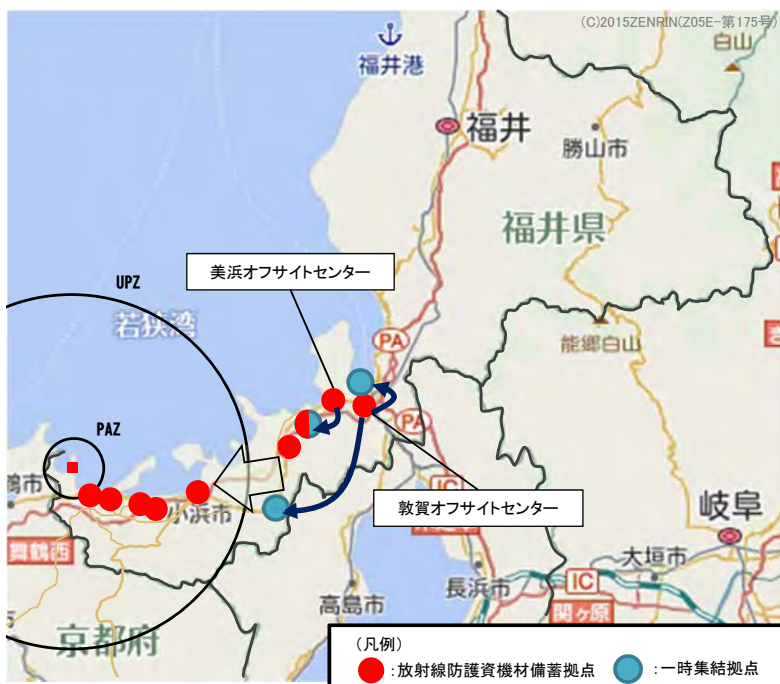 (C)2015ZENRIN(Z05E-第175号)
白山
福井港
福井
勝山市
福井県
美浜オフサイトセンター
UPZ
若狭湾
PA
能郷白山
PAZ
PA
鶴市
小浜市
敦賀オフサイトセンター
IC
岐阜
舞鶴西
大垣市
長浜市
IC
高島市
関ヶ原
京都府
(凡例)
:放射線防護資機材備蓄拠点
:一時集結拠点